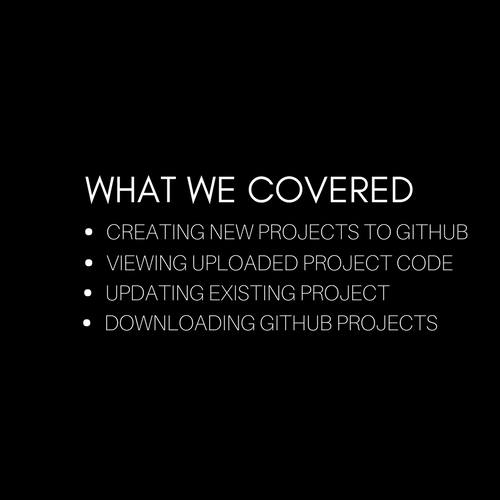 WHAT WE COVERED
• CREATING NEW PROJECTS TO GITHUB
• VIEWING UPLOADED PROJECT CODE
• UPDATING EXISTING PROJECT
• DOWNLOADING GITHUB PROJECTS